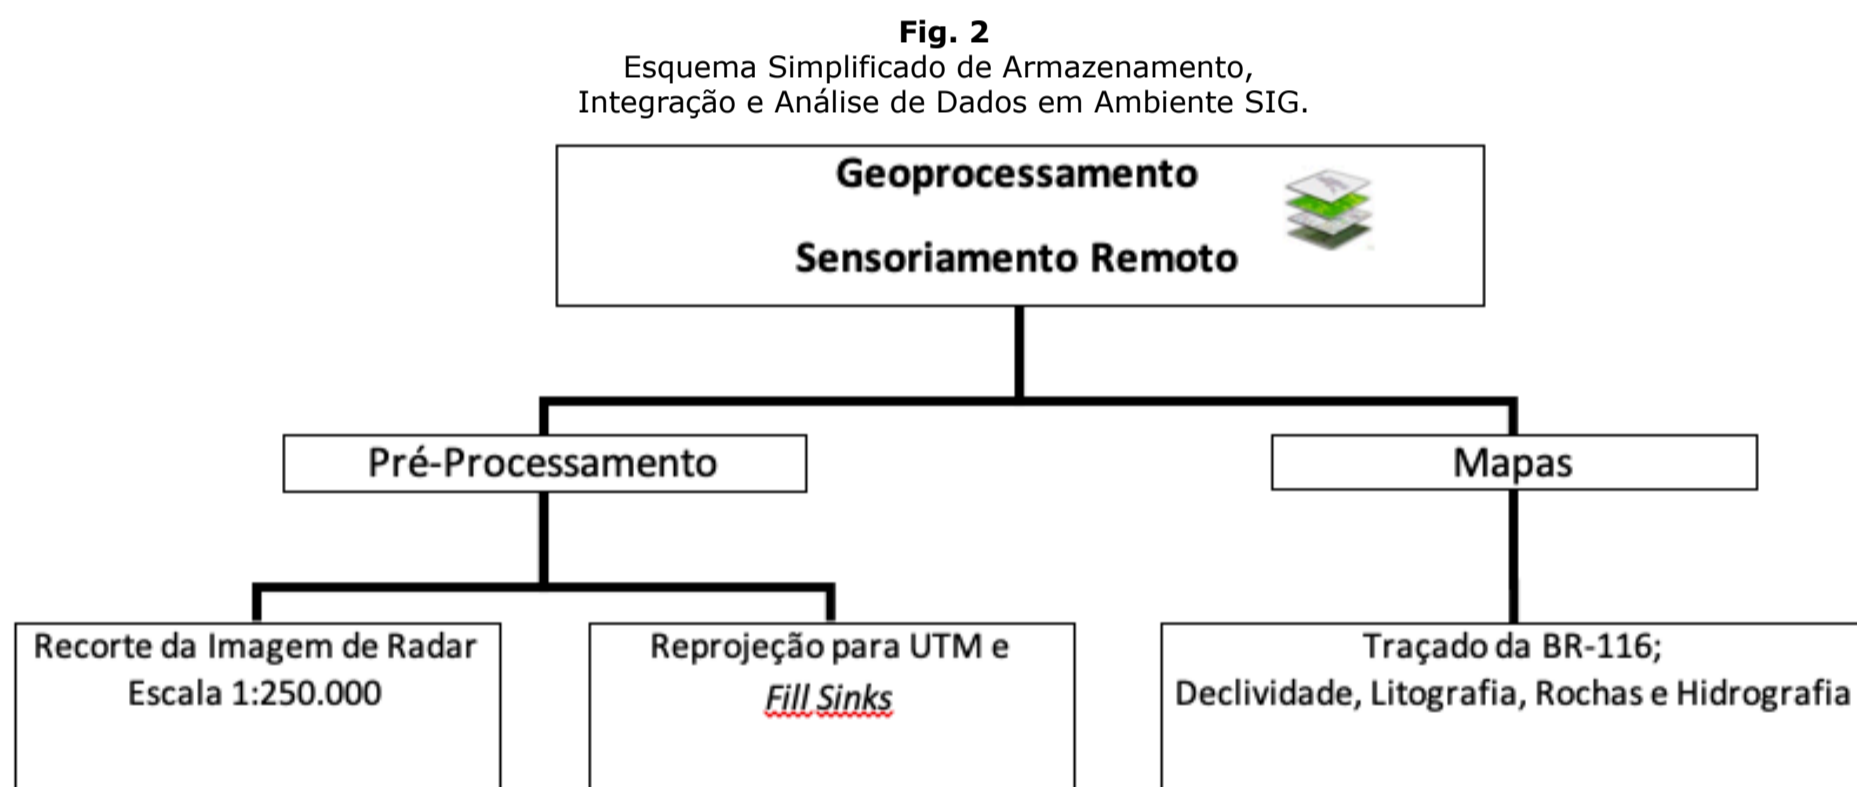 Fig. 2
Esquema Simplificado de Armazenamento,
Integração e Análise de Dados em Ambiente SIG.
Geoprocessamento
Sensoriamento Remoto
Pré-Processamento
Mapas
Recorte da Imagem de Radar
Escala 1:250.000
Reprojeção para UTM e
Fill Sinks
Traçado da BR-116;
Declividade, Litografia, Rochas e Hidrografia